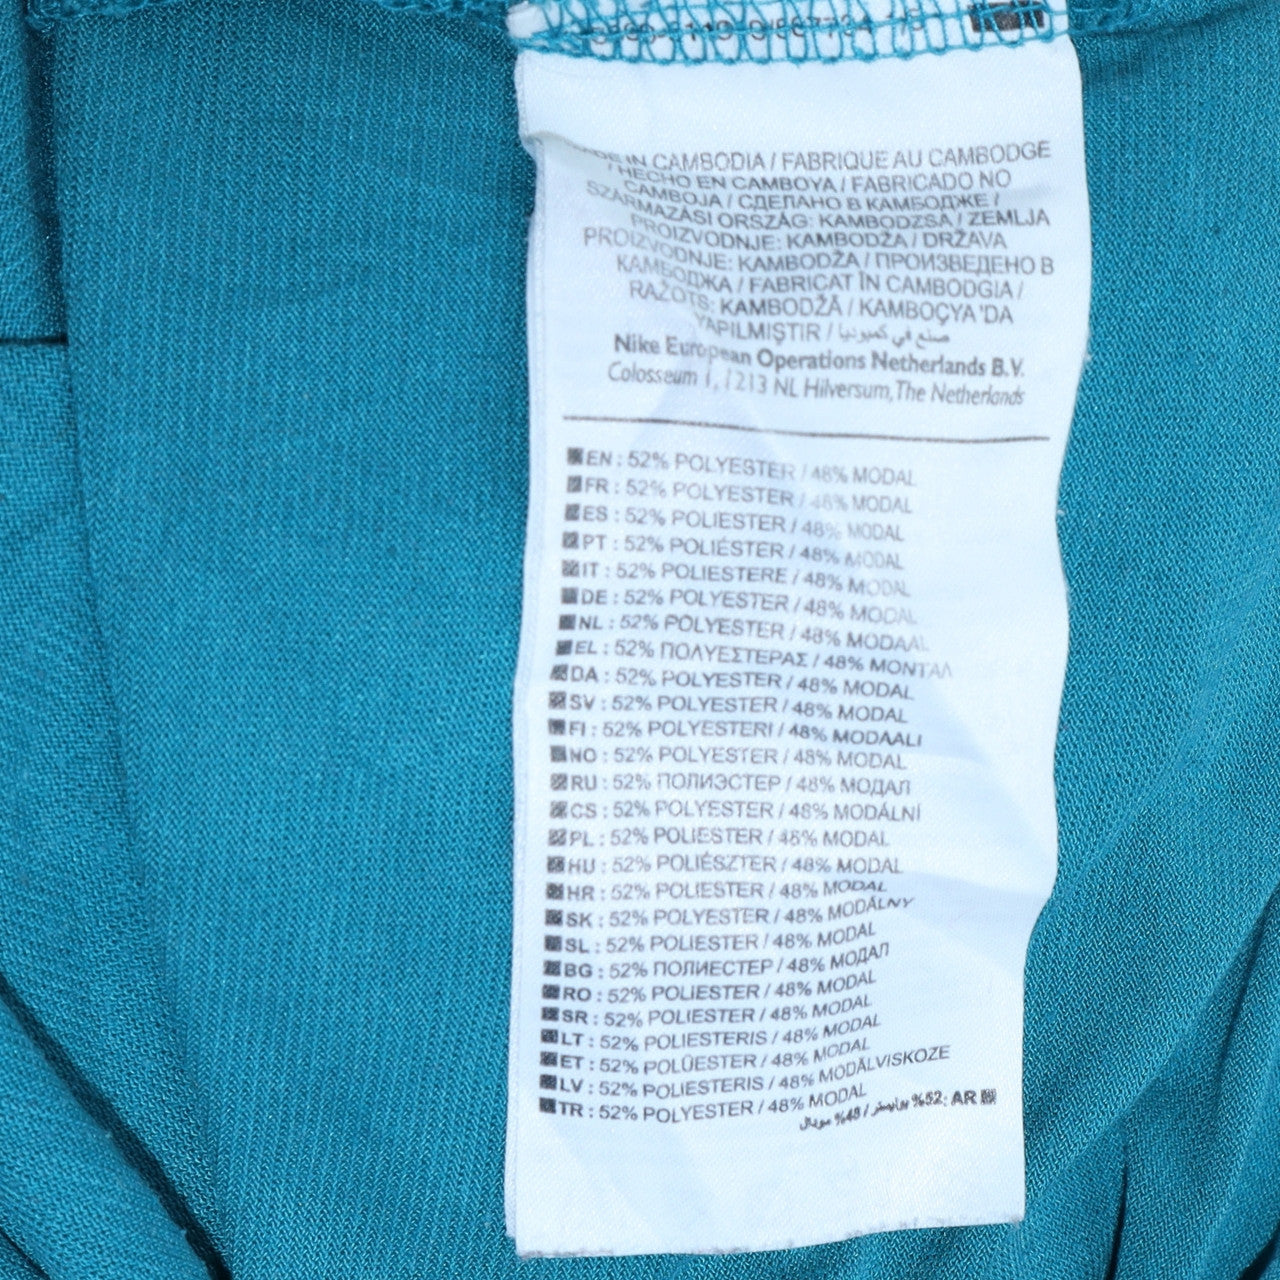 IN CAMBODIA / FABRIQUE AU CAMBODGE
/ HECHO EN CAMBOYA / FABRICADO NO
CAMBOJA / СДЕЛАНО В КАМБОДЖЕ /
SZÁRMAZÁSI ORSZÁG: KAMBODZSA / ZEMLJA
PROIZVODNJE: KAMBODŽA / DRŽAVA
PROIZVODNJE: KAMBODŽA / ПРОИЗВЕДЕНО В
КАМБОДЖА / FABRICAT ÎN CAMBODGIA /
RAŽOTS: KAMBODŽĀ / KAMBOÇYA'DA
YAPILMIŞTIR / صنع في كمبوديا
Nike European Operations Netherlands B.V.
Colosseum 1, 1213 NL Hilversum, The Netherlands
EN : 52% POLYESTER / 48% MODAL
FR : 52% POLYESTER / 48% MODAL
ES : 52% POLIESTER / 48% MODAL
PT : 52% POLIÉSTER / 48% MODAL
IT : 52% POLIESTERE / 48% MODAL
DE : 52% POLYESTER / 48% MODAL
NL : 52% POLYESTER / 48% MODAAL
EL : 52% ΠΟΛΥΕΣΤΕΡΑΣ / 48% ΜΟΝΤΑΛ
DA : 52% POLYESTER / 48% MODAL
SV : 52% POLYESTER / 48% MODAL
FI : 52% POLYESTERI / 48% MODAALI
NO : 52% POLYESTER / 48% MODAL
RU : 52% ПОЛИЭСТЕР / 48% МОДАЛ
CS : 52% POLYESTER / 48% MODÁLNÍ
PL : 52% POLIESTER / 48% MODAL
HU : 52% POLIÉSZTER / 48% MODAL
HR : 52% POLIESTER / 48% MODAL
SK : 52% POLYESTER / 48% MODÁLNY
SL : 52% POLIESTER / 48% MODAL
BG : 52% ПОЛИЕСТЕР / 48% МОДАЛ
RO : 52% POLIESTER / 48% MODAL
SR : 52% POLIESTER / 48% MODAL
LT : 52% POLIESTERIS / 48% MODAL
ET : 52% POLÜESTER / 48% MODAL
LV : 52% POLIESTERIS / 48% MODĀLVISKOZE
TR : 52% POLYESTER / 48% MODAL
AR :52% بوليستر / 48% مودال